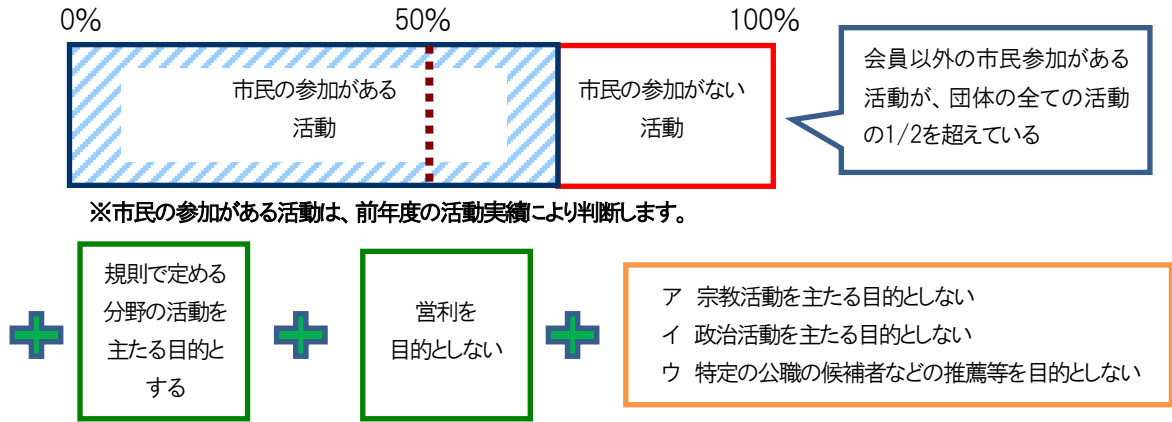 0%
50%
100%
市民の参加がある
活動
市民の参加がない
活動
会員以外の市民参加がある
活動が、団体の全ての活動
の1/2を超えている
※市民の参加がある活動は、前年度の活動実績により判断します。
規則で定める
分野の活動を
主たる目的と
する
営利を
目的としない
ア 宗教活動を主たる目的としない
イ 政治活動を主たる目的としない
ウ 特定の公職の候補者などの推薦等を目的としない